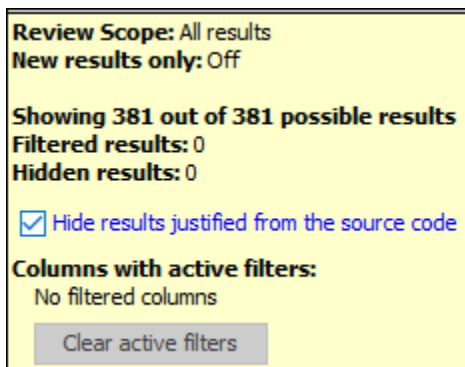 Review Scope: All results
New results only: Off
Showing 381 out of 381 possible results
Filtered results: 0
Hidden results: 0
Hide results justified from the source code
Columns with active filters:
No filtered columns
Clear active filters